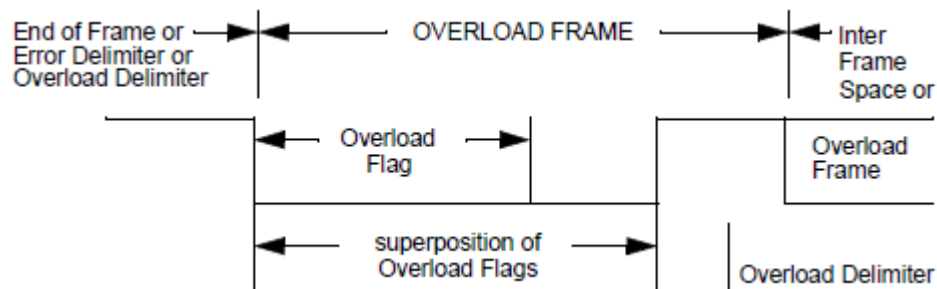 End of Frame or
Error Delimiter or
Overload Delimiter
OVERLOAD FRAME
Inter
Frame
Space or
Overload
Frame
Overload
Flag
superposition of
Overload Flags
Overload Delimiter